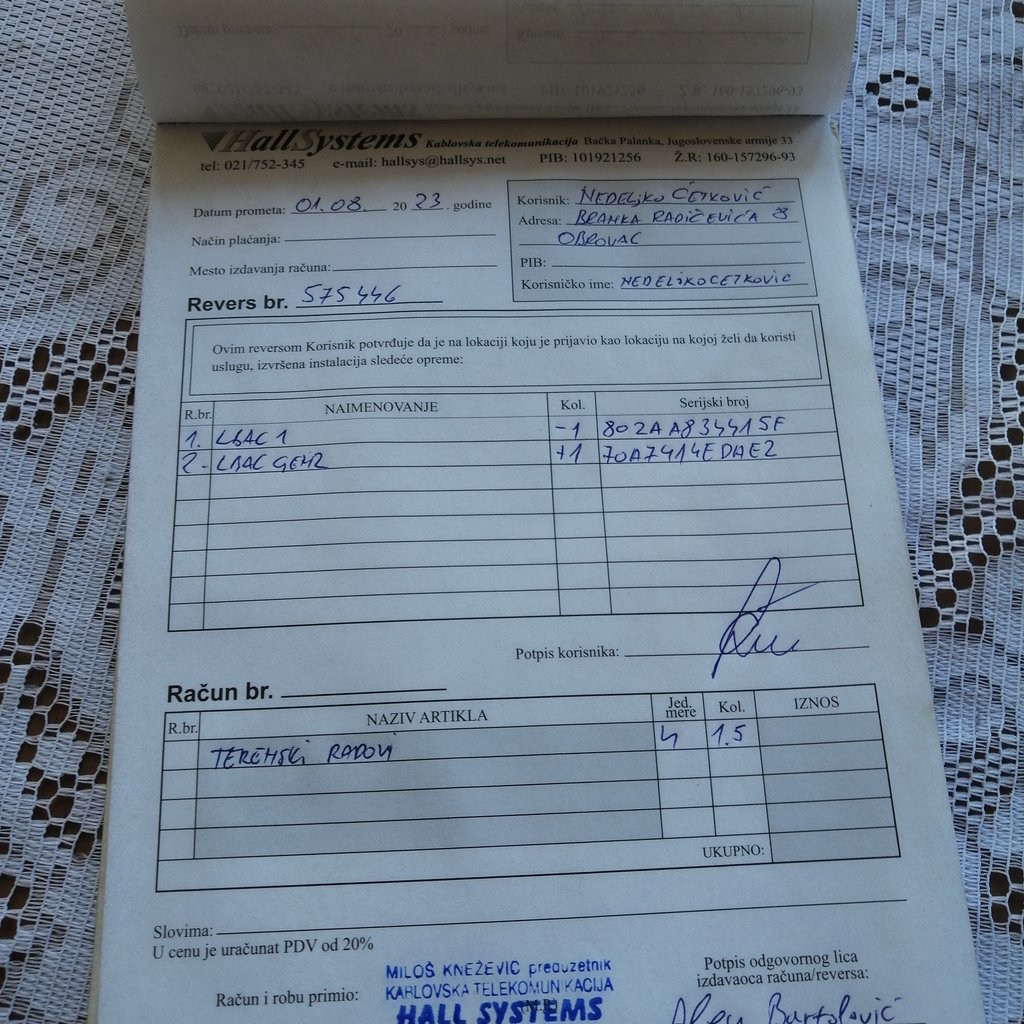 HallSystems Kablovska telekomunikacija Bačka Palanka, Jugoslovenske armije 33
tel: 021/752-345 e-mail: hallsys@hallsys.net PIB: 101921256 Ž.R: 160-157296-93
Datum prometa: 01.08. 20 23. godine
Način plaćanja:
Mesto izdavanja računa:
Revers br. 575446
Korisnik: NEDELJKO ĆETKOVIĆ
Adresa: BRANKA RADIČEVIĆA 8
OBROVAC
PIB:
Korisničko ime: NEDELJKOCETKOVIC
Ovim reversom Korisnik potvrđuje da je na lokaciji koju je prijavio kao lokaciju na kojoj želi da koristi
uslugu, izvršena instalacija sledeće opreme:
R.br. NAIMENOVANJE Kol. Serijski broj
1. LBAC1 -1 802AA834415F
2. LBAC GEN2 +1 70A7414EDAE2
Potpis korisnika:
Račun br.
R.br. NAZIV ARTIKLA Jed. mere Kol. IZNOS
TERENSKI RADOVI h 1.5
UKUPNO:
Slovima:
U cenu je uračunat PDV od 20%
Račun i robu primio:
MILOŠ KNEŽEVIĆ preduzetnik
KABLOVSKA TELEKOMUNIKACIJA
HALL SYSTEMS
Potpis odgovornog lica
izdavaoca računa/reversa:
Alen Bartolović